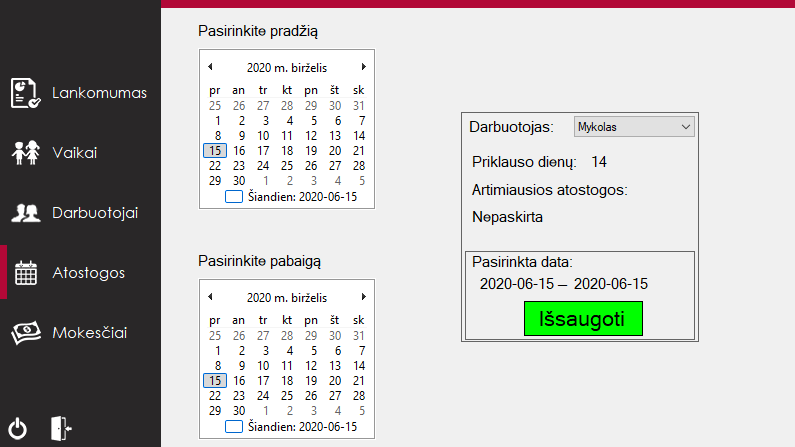 Lankomumas
Vaikai
Darbuotojai
Atostogos
Mokesčiai
Pasirinkite pradžią
2020 m. birželis
pr an tr kt pn št sk
25 26 27 28 29 30 31
1 2 3 4 5 6 7
8 9 10 11 12 13 14
15 16 17 18 19 20 21
22 23 24 25 26 27 28
29 30 1 2 3 4 5
Šiandien: 2020-06-15
Pasirinkite pabaigą
2020 m. birželis
pr an tr kt pn št sk
25 26 27 28 29 30 31
1 2 3 4 5 6 7
8 9 10 11 12 13 14
15 16 17 18 19 20 21
22 23 24 25 26 27 28
29 30 1 2 3 4 5
Šiandien: 2020-06-15
Darbuotojas: Mykolas
Priklauso dienų: 14
Artimiausios atostogos:
Nepaskirta
Pasirinkta data:
2020-06-15 – 2020-06-15
Išsaugoti